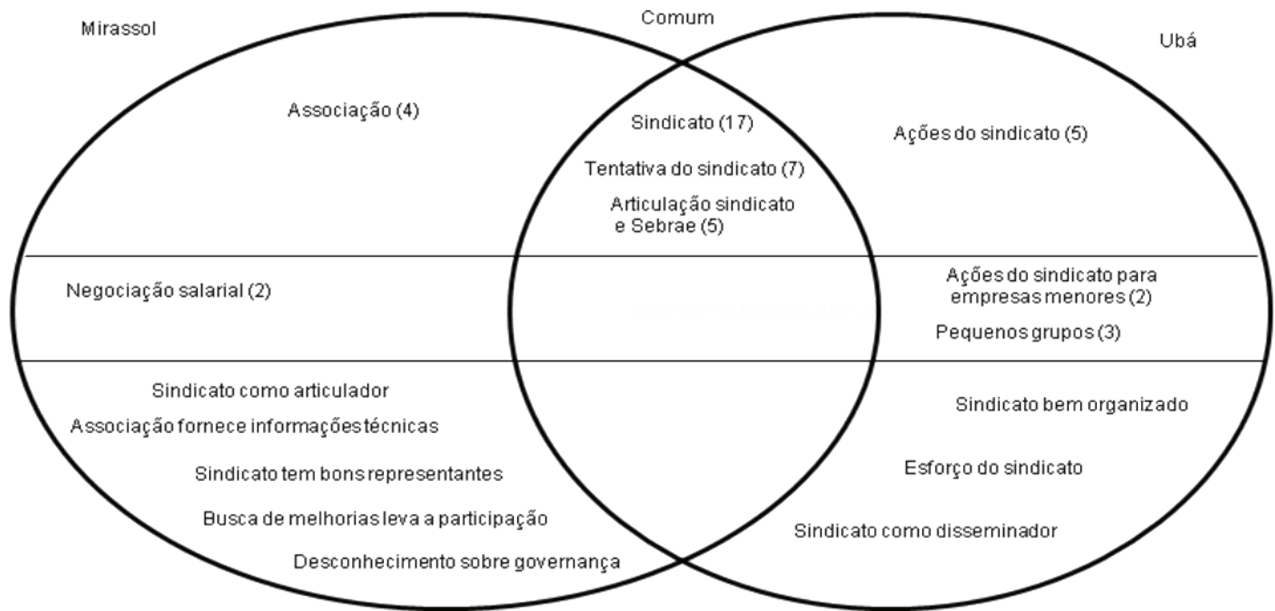 Mirassol
Comum
Ubá
Associação (4)
Sindicato (17)
Tentativa do sindicato (7)
Articulação sindicato
e Sebrae (5)
Ações do sindicato (5)
Negociação salarial (2)
Ações do sindicato para
empresas menores (2)
Pequenos grupos (3)
Sindicato como articulador
Associação fornece informações técnicas
Sindicato tem bons representantes
Busca de melhorias leva a participação
Desconhecimento sobre governança
Sindicato bem organizado
Esforço do sindicato
Sindicato como disseminador